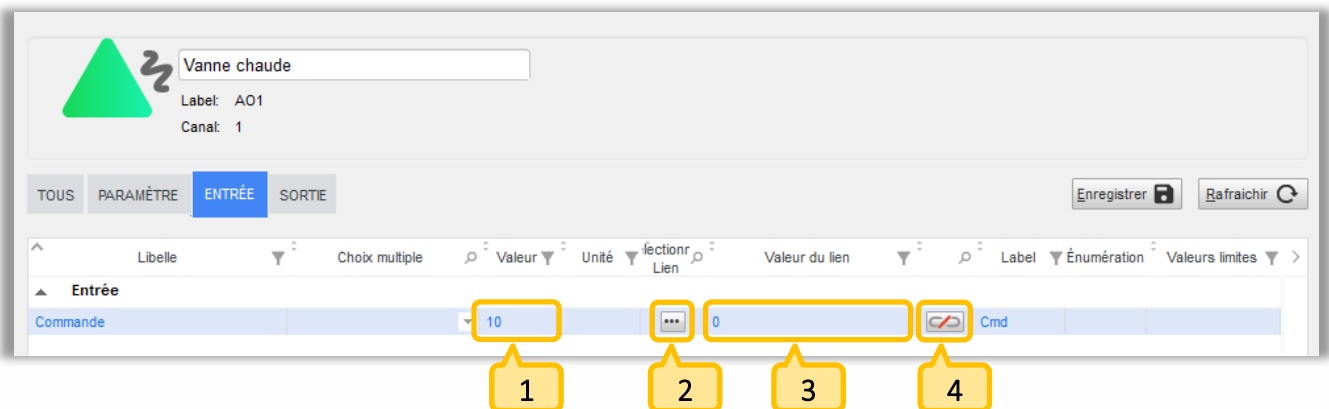 Vanne chaude
Label: AO1
Canal: 1
TOUS PARAMÈTRE ENTRÉE SORTIE Enregistrer Rafraichir
Libelle Choix multiple Valeur Unité lectionr Lien Valeur du lien Label Énumération Valeurs limites
Entrée
Commande 10 ... 0 Cmd
1 2 3 4